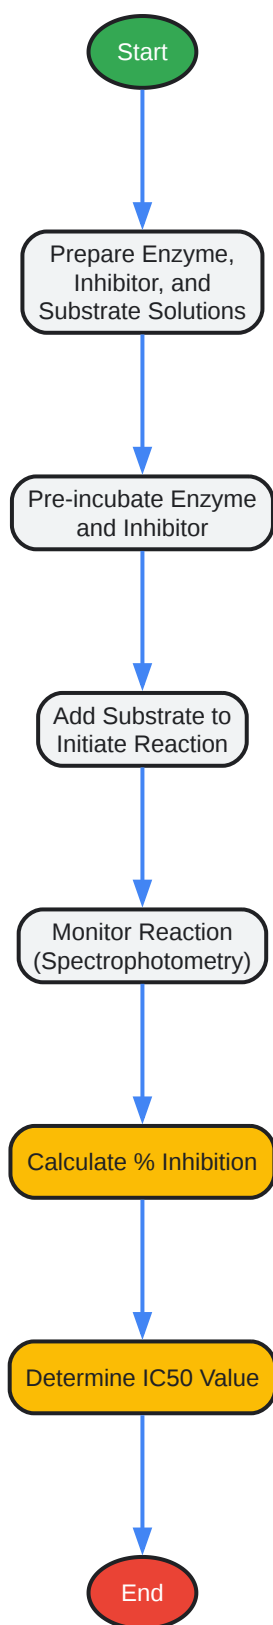 Start
Prepare Enzyme,
Inhibitor, and
Substrate Solutions
Pre-incubate Enzyme
and Inhibitor
Add Substrate to
Initiate Reaction
Monitor Reaction
(Spectrophotometry)
Calculate % Inhibition
Determine IC50 Value
End